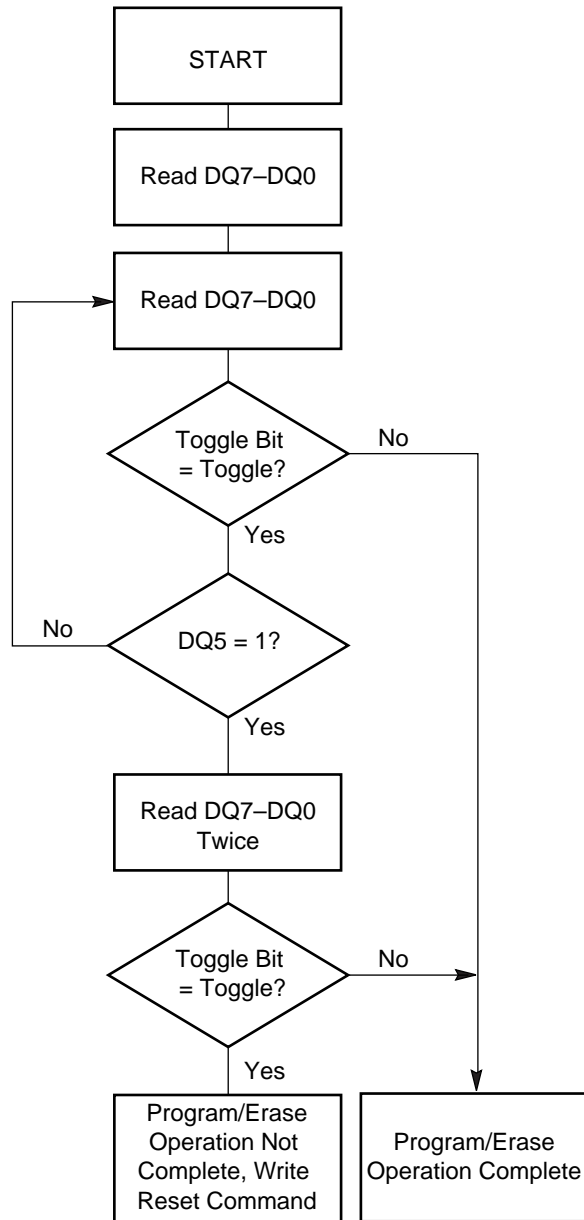 START
Read DQ7–DQ0
Read DQ7–DQ0
Toggle Bit
= Toggle?
No
Yes
No
DQ5 = 1?
Yes
Read DQ7–DQ0
Twice
Toggle Bit
= Toggle?
No
Yes
Program/Erase
Operation Not
Complete, Write
Reset Command
Program/Erase
Operation Complete